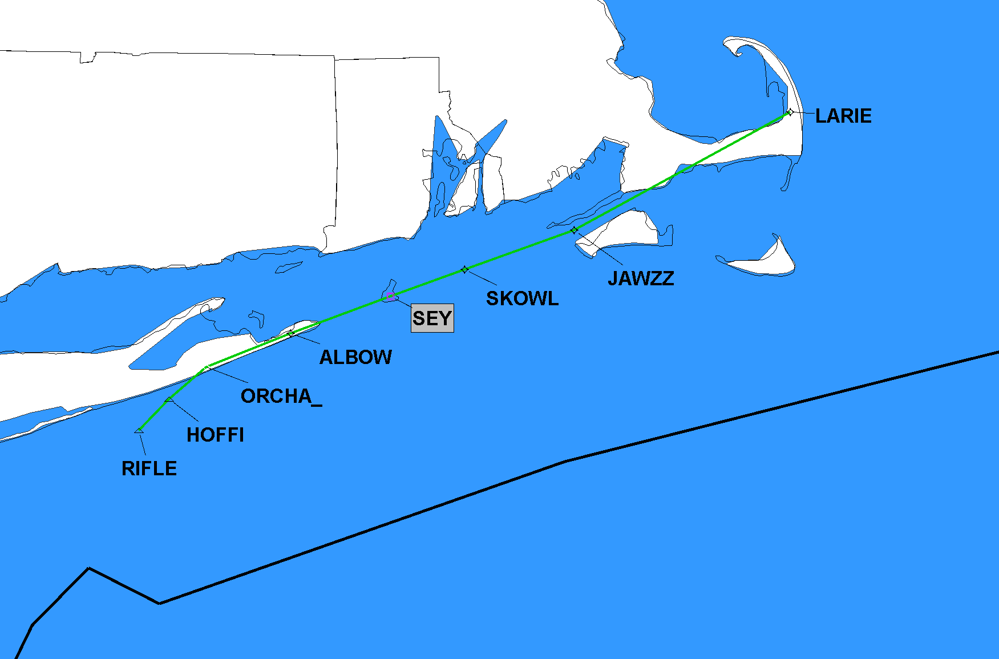 LARIE
JAWZZ
SKOWL
SEY
ALBOW
ORCHA_
HOFFI
RIFLE